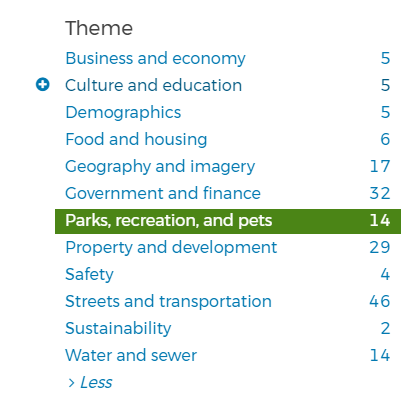 Theme
Business and economy 5
Culture and education 5
Demographics 5
Food and housing 6
Geography and imagery 17
Government and finance 32
Parks, recreation, and pets 14
Property and development 29
Safety 4
Streets and transportation 46
Sustainability 2
Water and sewer 14
> Less